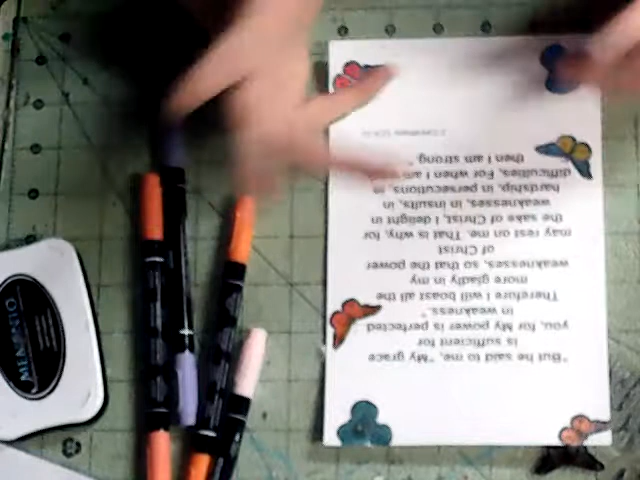 "But he said to me, "My grace
is sufficient for
you, for My power is perfected
in weakness."
Therefore I will boast all the
more gladly in my
weaknesses, so that the power
of Christ
may rest on me. That is why, for
the sake of Christ, I delight in
weaknesses, in insults, in
hardship, in persecutions, in
difficulties. For when I am
then I am strong."
MEMENTO